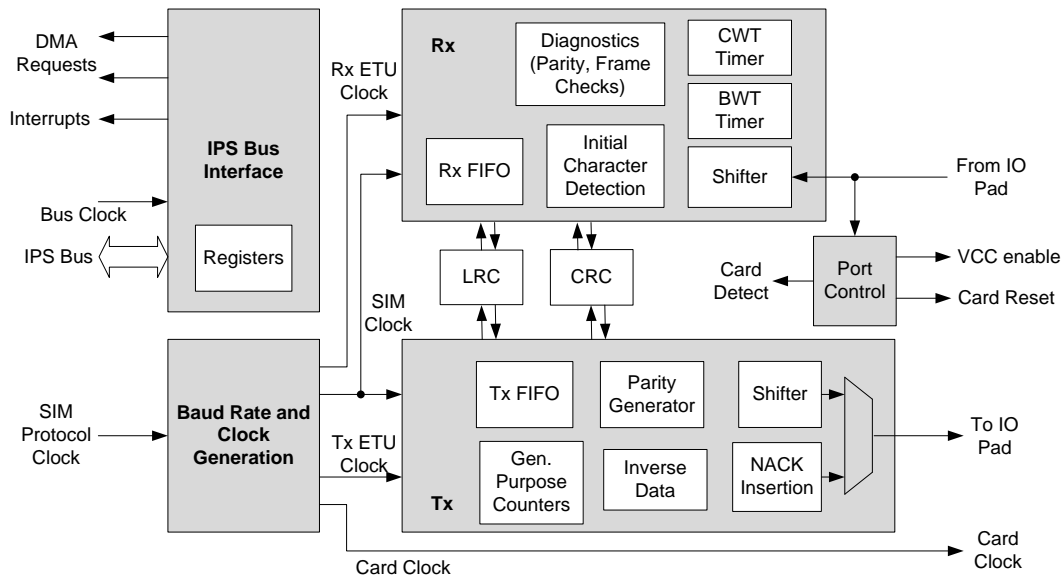 DMA
Requests
Interrupts
Bus Clock
IPS Bus
IPS Bus
Interface
Registers
Rx ETU
Clock
Rx
Diagnostics
(Parity, Frame
Checks)
CWT
Timer
BWT
Timer
Rx FIFO
Initial
Character
Detection
Shifter
From IO
Pad
LRC
CRC
Card
Detect
Port
Control
VCC enable
Card Reset
SIM
Clock
SIM
Protocol
Clock
Baud Rate and
Clock
Generation
Tx ETU
Clock
Tx FIFO
Parity
Generator
Shifter
Gen.
Purpose
Counters
Inverse
Data
NACK
Insertion
Tx
To IO
Pad
Card Clock
Card
Clock